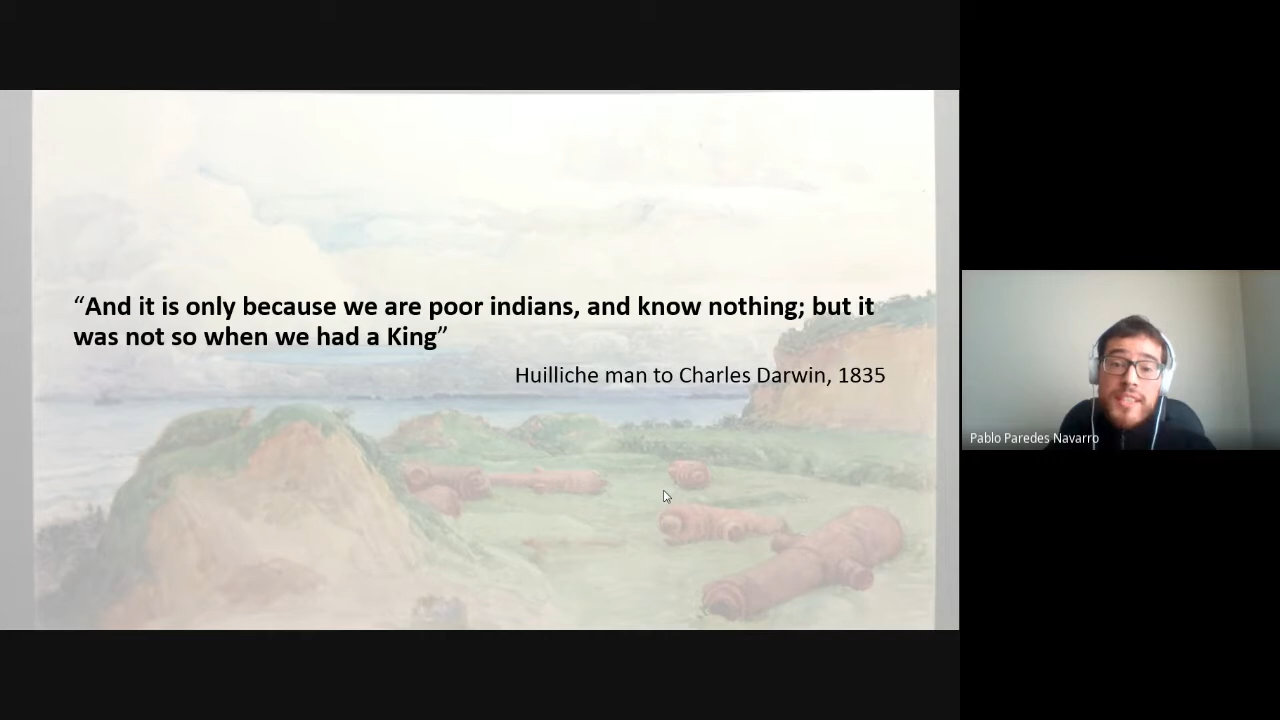 “And it is only because we are poor indians, and know nothing; but it
was not so when we had a King”
Huilliche man to Charles Darwin, 1835
Pablo Paredes Navarro